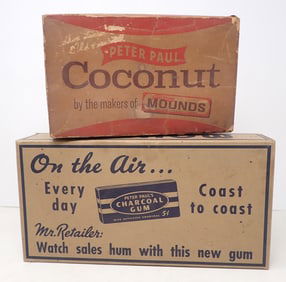 PETER PAUL
Coconut
by the makers of MOUNDS
On the Air...
Every
day
PETER PAUL'S
CHARCOAL
GUM
5¢
Coast
to coast
Mr. Retailer:
Watch sales hum with this new gum